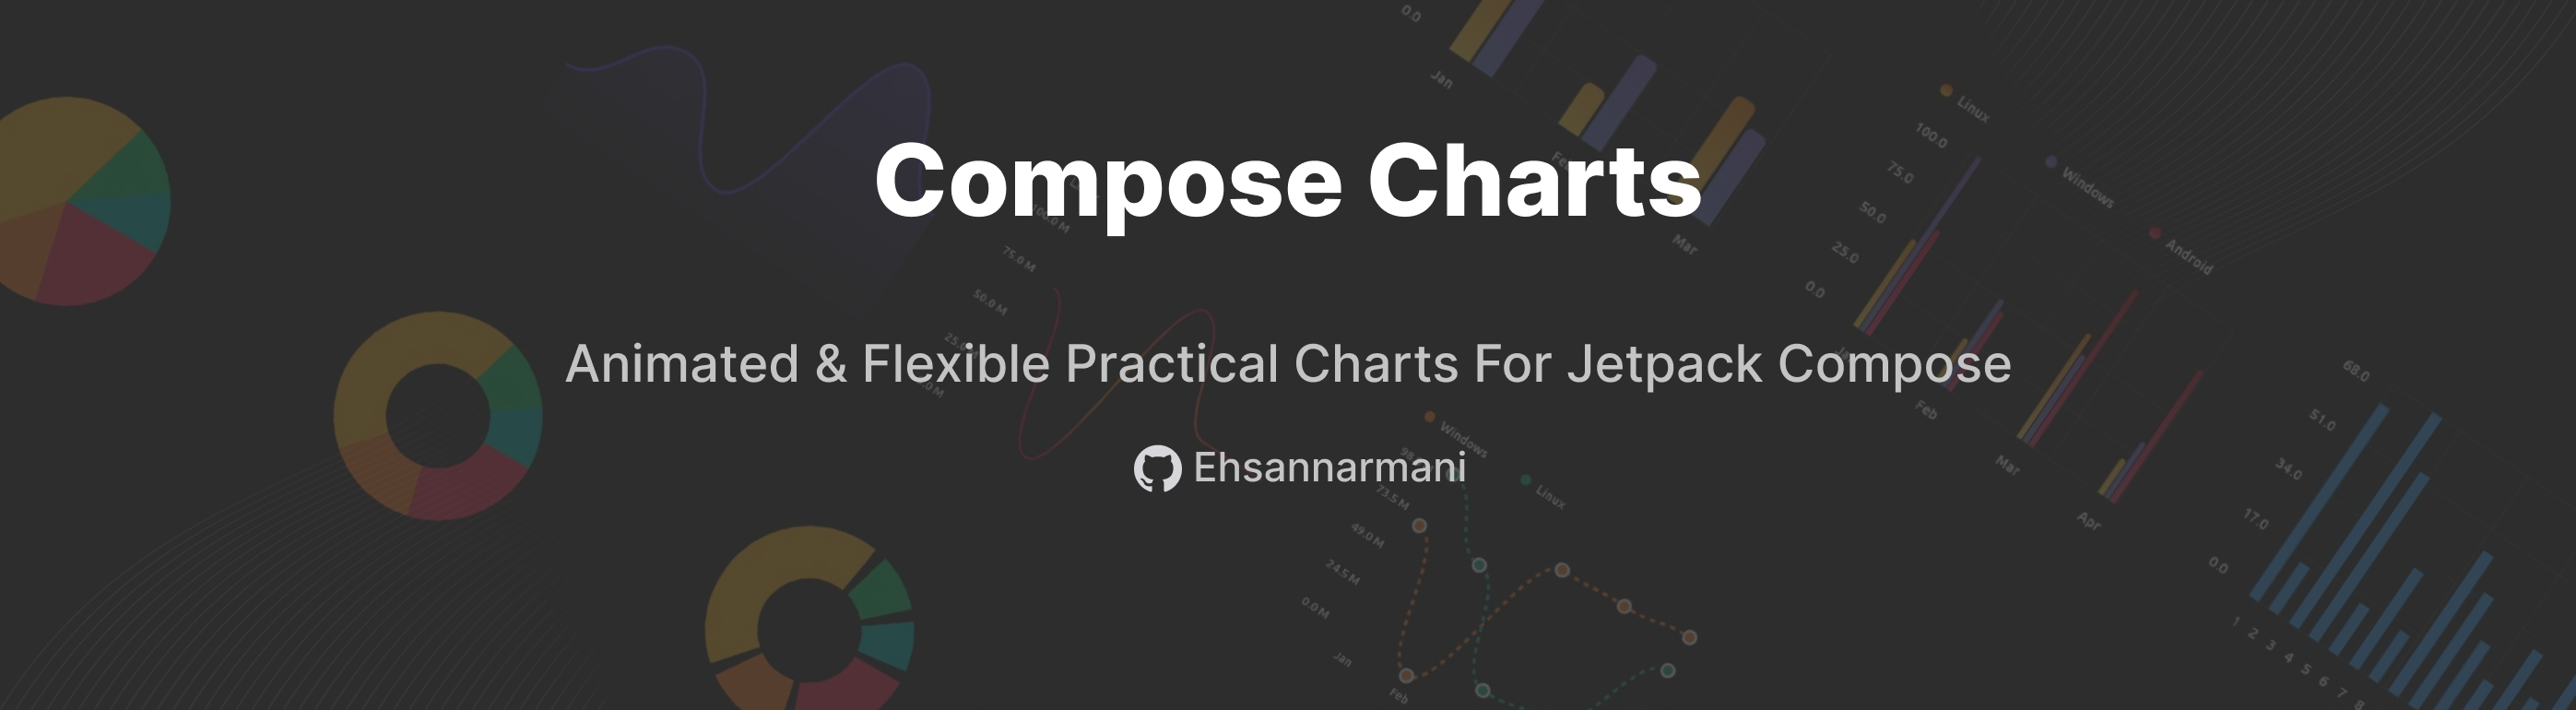 Compose Charts
Animated & Flexible Practical Charts For Jetpack Compose
Ehsannarmani
0.0
Jan
Mar
Linux
100.0
75.0
50.0
25.0
0.0
Windows
Android
Feb
Mar
Apr
75.0 M
50.0 M
Windows
Linux
73.5 M
49.0 M
24.5 M
0.0 M
Jan
Feb
68.0
51.0
34.0
17.0
0.0
1 2 3 4 5 6 7 8